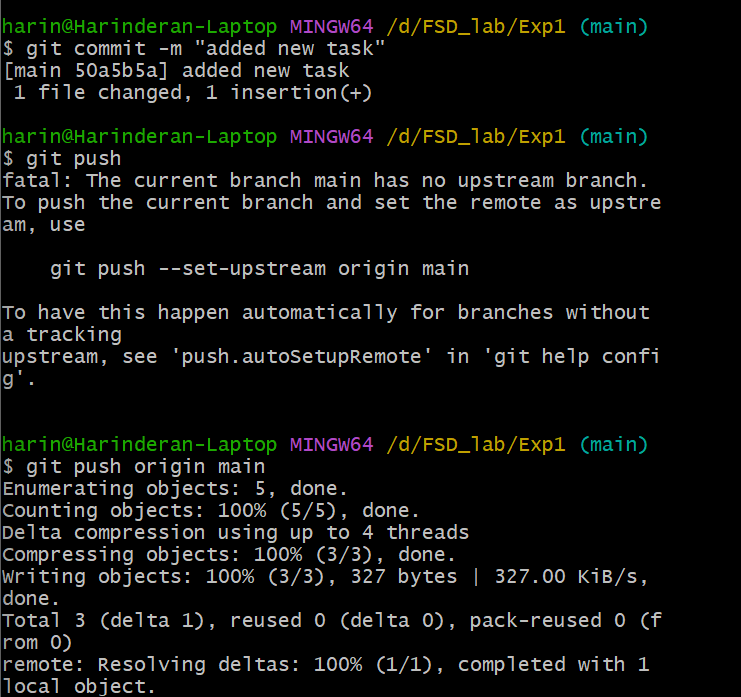 harin@Harinderan-Laptop MINGW64 /d/FSD_lab/Exp1 (main)
$ git commit -m "added new task"
[main 50a5b5a] added new task
 1 file changed, 1 insertion(+)

harin@Harinderan-Laptop MINGW64 /d/FSD_lab/Exp1 (main)
$ git push
fatal: The current branch main has no upstream branch.
To push the current branch and set the remote as upstre
am, use

    git push --set-upstream origin main

To have this happen automatically for branches without
a tracking
upstream, see 'push.autoSetupRemote' in 'git help confi
g'.

harin@Harinderan-Laptop MINGW64 /d/FSD_lab/Exp1 (main)
$ git push origin main
Enumerating objects: 5, done.
Counting objects: 100% (5/5), done.
Delta compression using up to 4 threads
Compressing objects: 100% (3/3), done.
Writing objects: 100% (3/3), 327 bytes | 327.00 KiB/s,
done.
Total 3 (delta 1), reused 0 (delta 0), pack-reused 0 (f
rom 0)
remote: Resolving deltas: 100% (1/1), completed with 1
local object.